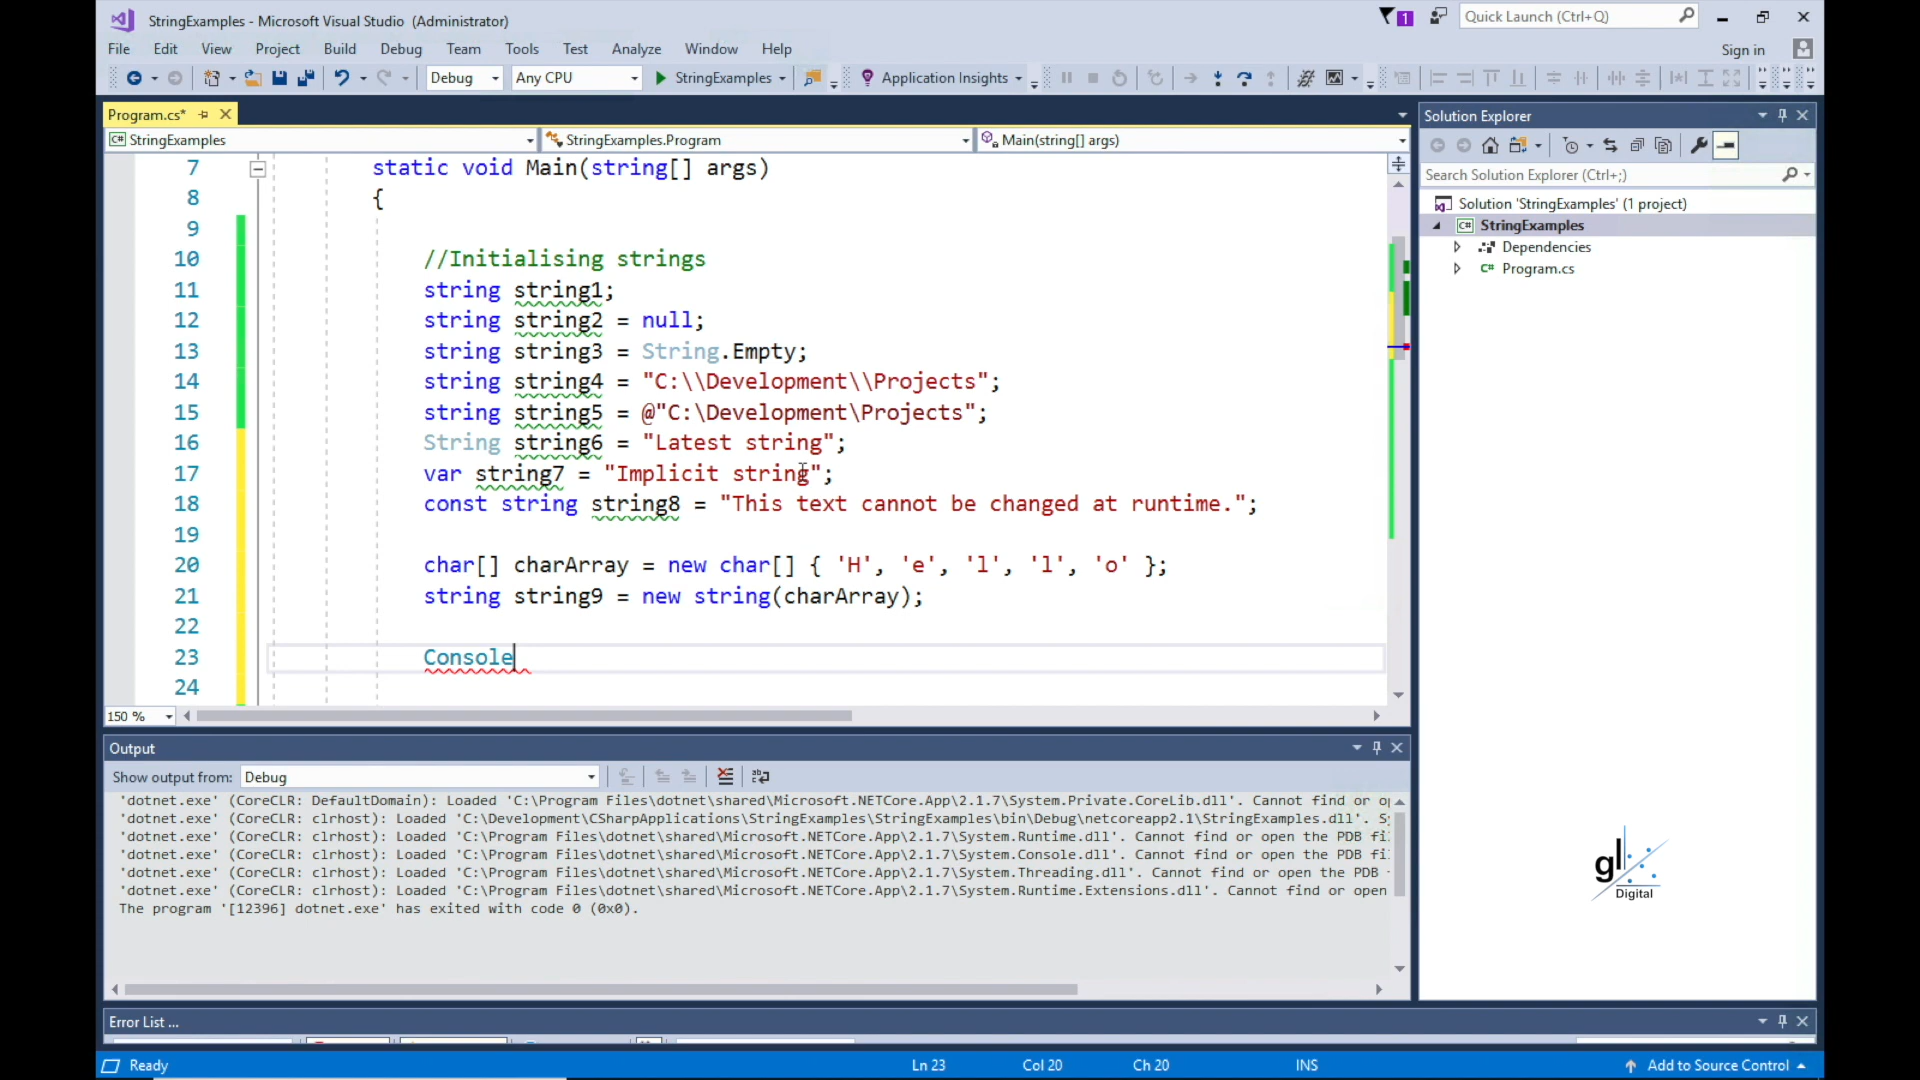 StringExamples - Microsoft Visual Studio (Administrator)
1
Quick Launch (Ctrl+Q)
File Edit View Project Build Debug Team Tools Test Analyze Window Help
Sign in
Debug Any CPU StringExamples Application Insights
Program.cs*
StringExamples StringExamples.Program Main(string[] args)
7 static void Main(string[] args)
8 {
9
10 //Initialising strings
11 string string1;
12 string string2 = null;
13 string string3 = String.Empty;
14 string string4 = "C:\\Development\\Projects";
15 string string5 = @"C:\Development\Projects";
16 String string6 = "Latest string";
17 var string7 = "Implicit string";
18 const string string8 = "This text cannot be changed at runtime.";
19
20 char[] charArray = new char[] { 'H', 'e', 'l', 'l', 'o' };
21 string string9 = new string(charArray);
22
23 Console
24
150 %
Solution Explorer
Search Solution Explorer (Ctrl+;)
Solution 'StringExamples' (1 project)
C# StringExamples
Dependencies
C# Program.cs
Output
Show output from: Debug
'dotnet.exe' (CoreCLR: DefaultDomain): Loaded 'C:\Program Files\dotnet\shared\Microsoft.NETCore.App\2.1.7\System.Private.CoreLib.dll'. Cannot find or
'dotnet.exe' (CoreCLR: clrhost): Loaded 'C:\Development\CSharpApplications\StringExamples\StringExamples\bin\Debug\netcoreapp2.1\StringExamples.dll'.
'dotnet.exe' (CoreCLR: clrhost): Loaded 'C:\Program Files\dotnet\shared\Microsoft.NETCore.App\2.1.7\System.Runtime.dll'. Cannot find or open the PDB
'dotnet.exe' (CoreCLR: clrhost): Loaded 'C:\Program Files\dotnet\shared\Microsoft.NETCore.App\2.1.7\System.Console.dll'. Cannot find or open the PDB
'dotnet.exe' (CoreCLR: clrhost): Loaded 'C:\Program Files\dotnet\shared\Microsoft.NETCore.App\2.1.7\System.Threading.dll'. Cannot find or open the PDB
'dotnet.exe' (CoreCLR: clrhost): Loaded 'C:\Program Files\dotnet\shared\Microsoft.NETCore.App\2.1.7\System.Runtime.Extensions.dll'. Cannot find or open
The program '[12396] dotnet.exe' has exited with code 0 (0x0).
gl
Digital
Error List ...
Ready Ln 23 Col 20 Ch 20 INS Add to Source Control